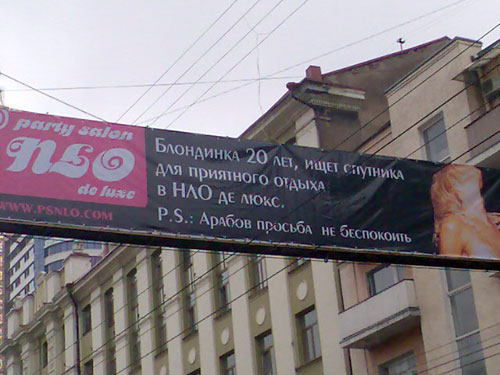 party salon
NLO
de luxe
WWW.PSNLO.COM
Блондинка 20 лет, ищет спутника
для приятного отдыха
в НЛО де люкс.
P.S.: Арабов просьба не беспокоить